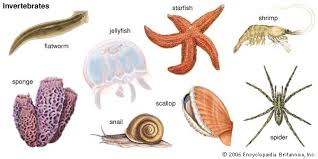 Invertebrates
flatworm
jellyfish
starfish
shrimp
sponge
snail
scallop
spider
© 2006 Encyclopædia Britannica, Inc.